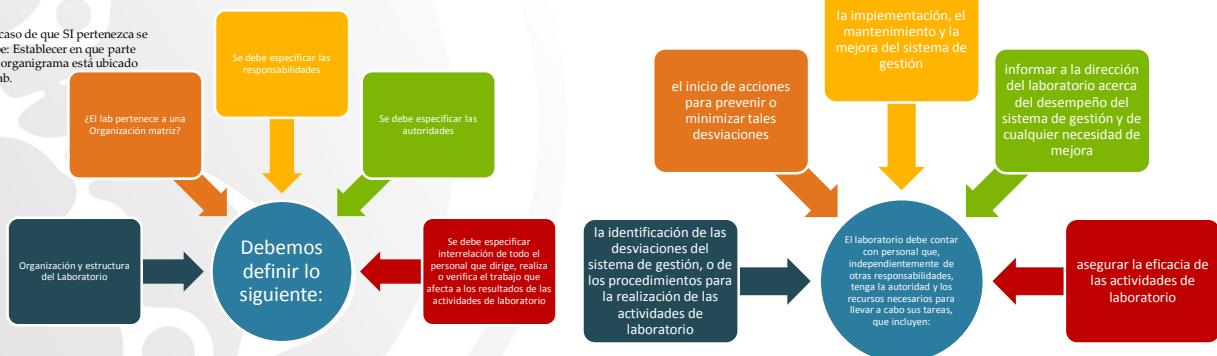 caso de que SI pertenezca se
e: Establecer en que parte
organigrama está ubicado
ab.
¿El lab pertenece a una
Organización matriz?
Se debe especificar las
responsabilidades
Se debe especificar las
autoridades
Organización y estructura
del Laboratorio
Debemos
definir lo
siguiente:
Se debe especificar
interrelación de todo el
personal que dirige, realiza
o verifica el trabajo que
afecta a los resultados de las
actividades de laboratorio
la implementación, el
mantenimiento y la
mejora del sistema de
gestión
el inicio de acciones
para prevenir o
minimizar tales
desviaciones
informar a la dirección
del laboratorio acerca
del desempeño del
sistema de gestión y de
cualquier necesidad de
mejora
la identificación de las
desviaciones del
sistema de gestión, o de
los procedimientos para
la realización de las
actividades de
laboratorio
El laboratorio debe contar
con personal que,
independientemente de
otras responsabilidades,
tenga la autoridad y los
recursos necesarios para
llevar a cabo sus tareas,
que incluyen:
asegurar la eficacia de
las actividades de
laboratorio